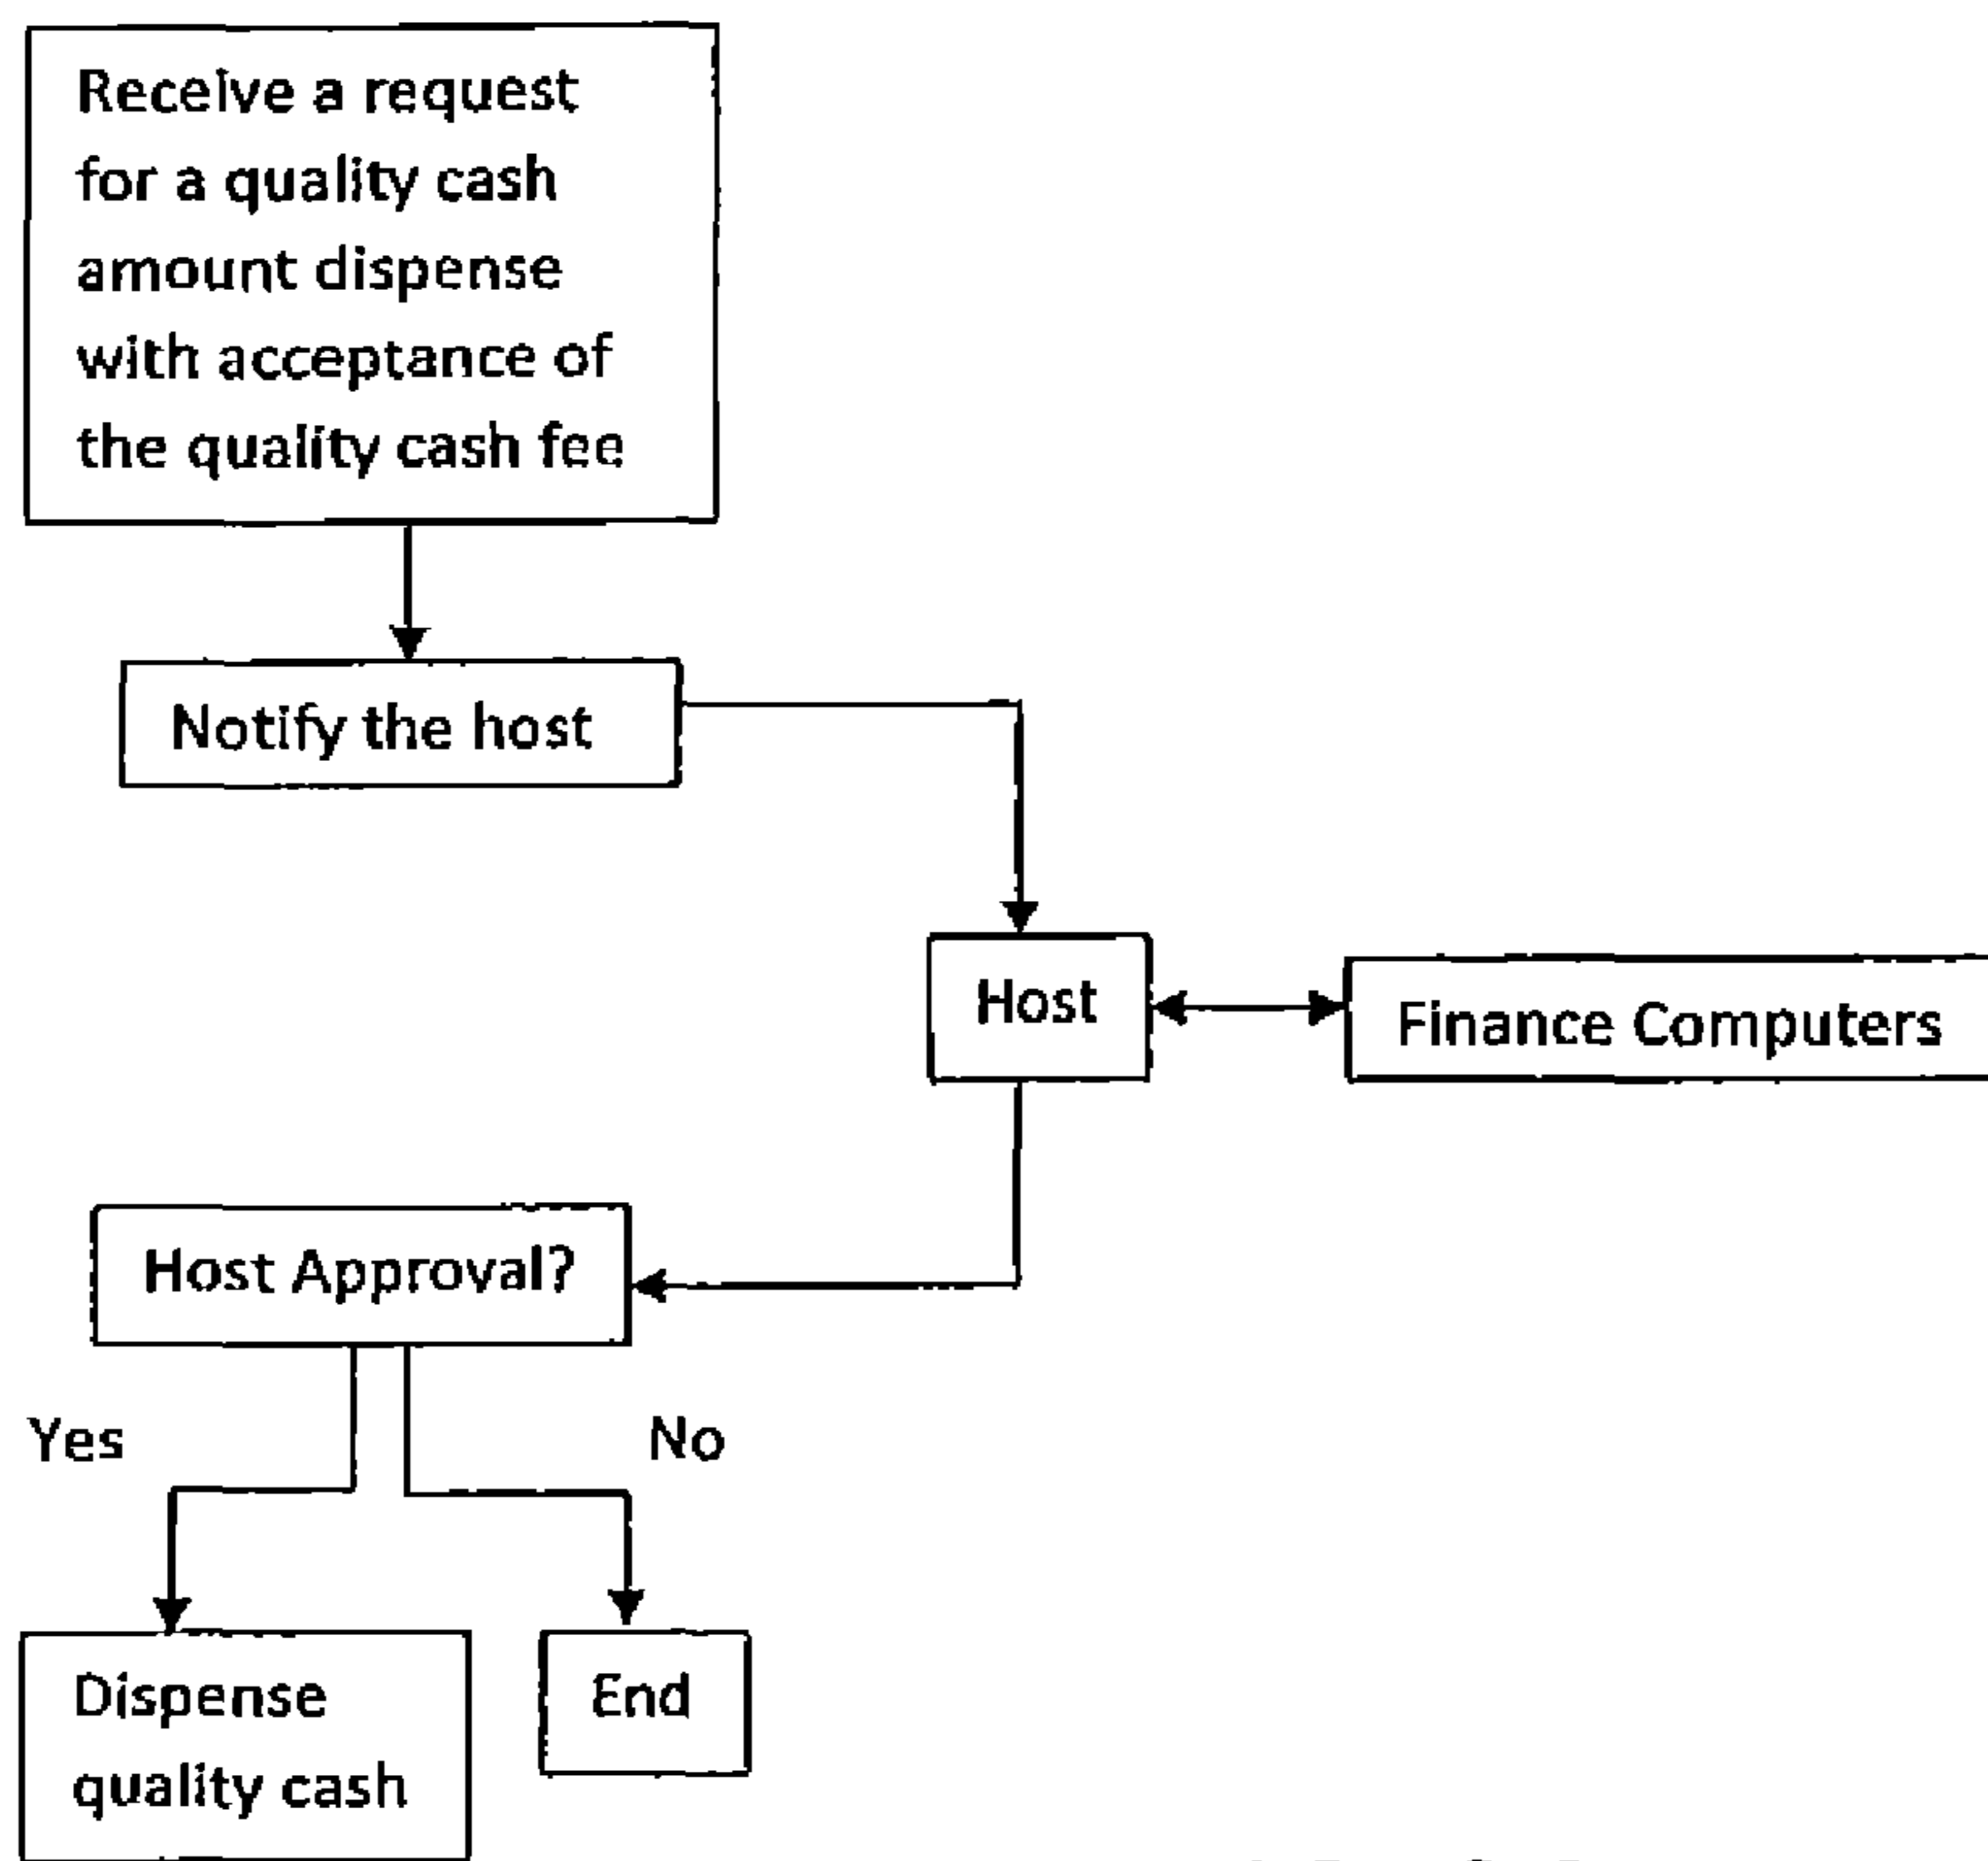 Receive a request
for a quality cash
amount dispense
with acceptance of
the quality cash fee
Notify the host
Host
Finance Computers
Host Approval?
Yes
No
Dispense
quality cash
End